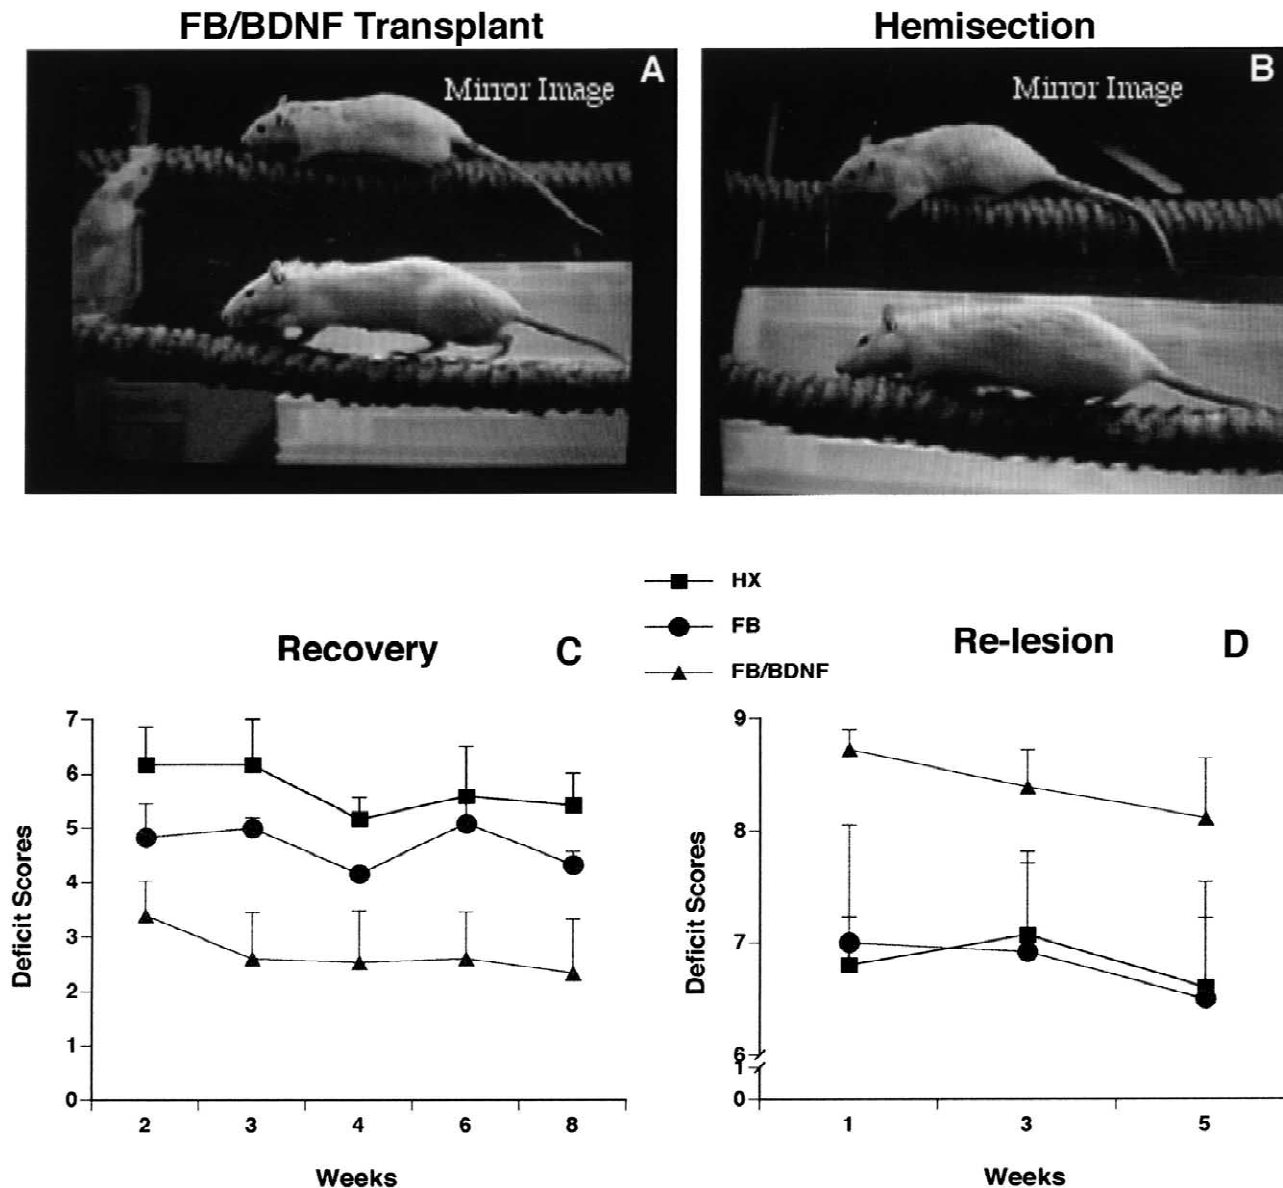 FB/BDNF Transplant
Hemisection
A
Mirror Image
B
Mirror Image
HX
FB
FB/BDNF
Recovery
C
Re-lesion
D
7
6
5
4
3
2
1
0
Deficit Scores
2 3 4 6 8
Weeks
9
8
7
6
1
0
Deficit Scores
1 3 5
Weeks